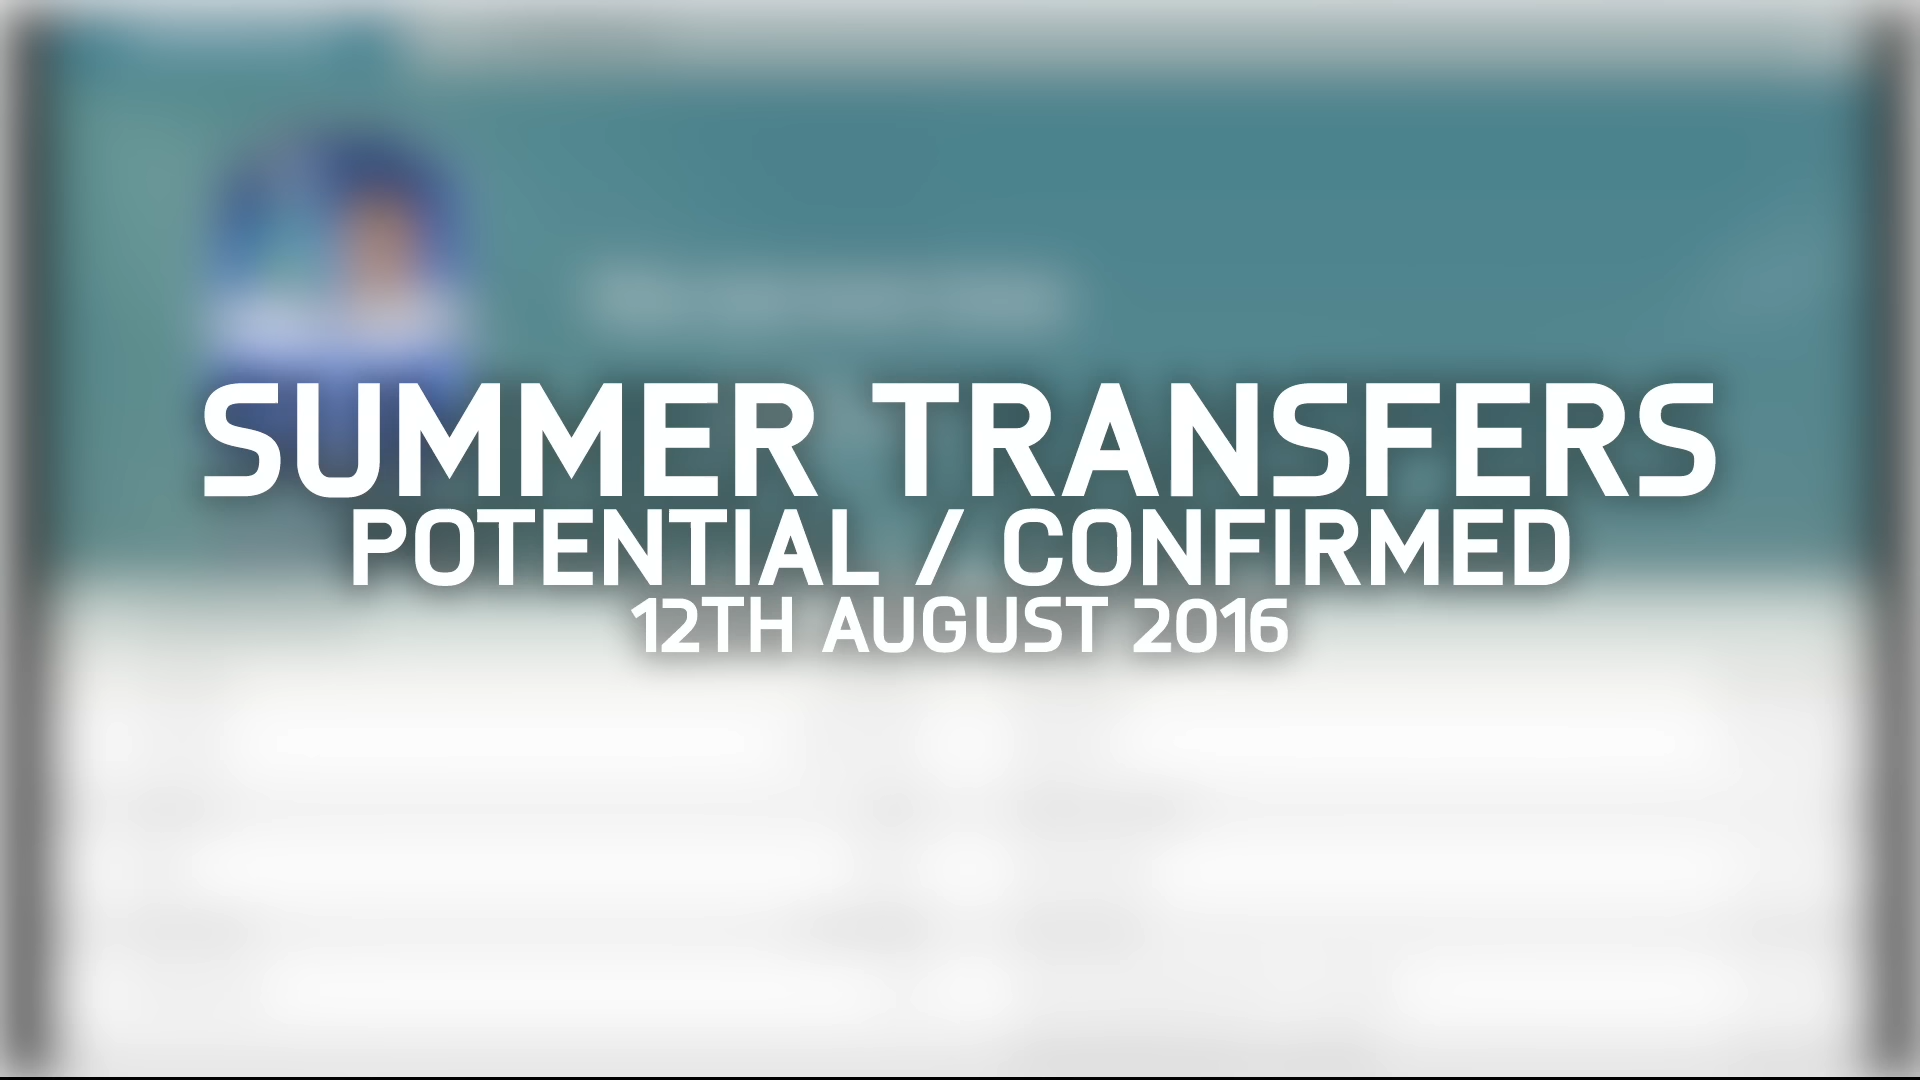 SUMMER TRANSFERS
POTENTIAL / CONFIRMED
12TH AUGUST 2016